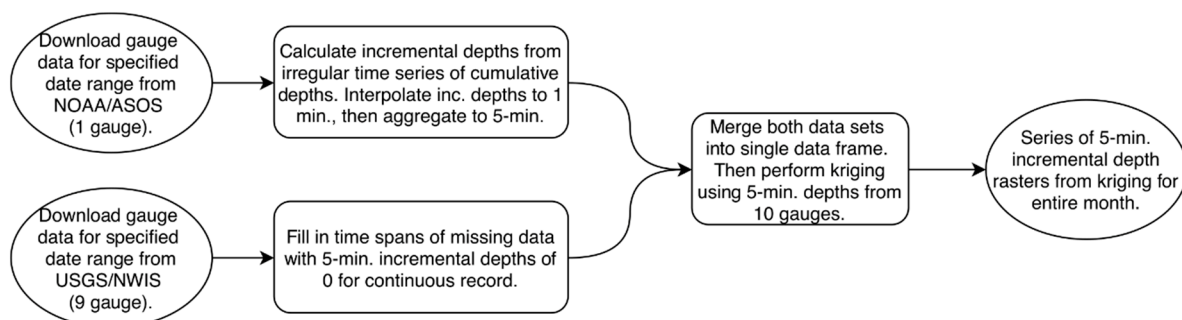 Download gauge
data for specified
date range from
NOAA/ASOS
(1 gauge).
Calculate incremental depths from
irregular time series of cumulative
depths. Interpolate inc. depths to 1
min., then aggregate to 5-min.
Download gauge
data for specified
date range from
USGS/NWIS
(9 gauge).
Fill in time spans of missing data
with 5-min. incremental depths of
0 for continuous record.
Merge both data sets
into single data frame.
Then perform kriging
using 5-min. depths from
10 gauges.
Series of 5-min.
incremental depth
rasters from kriging for
entire month.